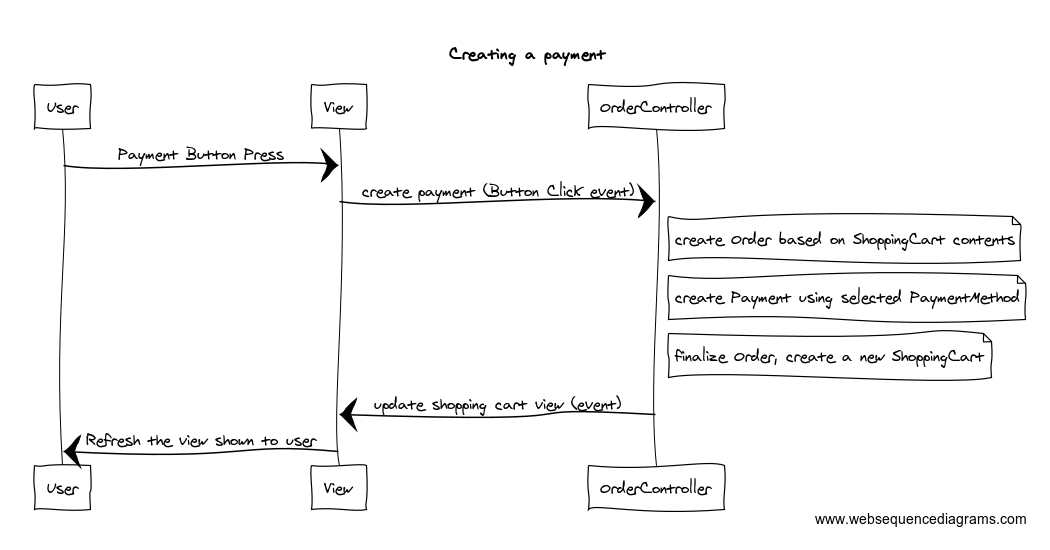 Creating a payment
User
View
OrderController
Payment Button Press
create payment (Button Click event)
create Order based on ShoppingCart contents
create Payment using selected PaymentMethod
finalize Order, create a new ShoppingCart
update shopping cart view (event)
Refresh the view shown to user
User
View
OrderController
www.websequencediagrams.com